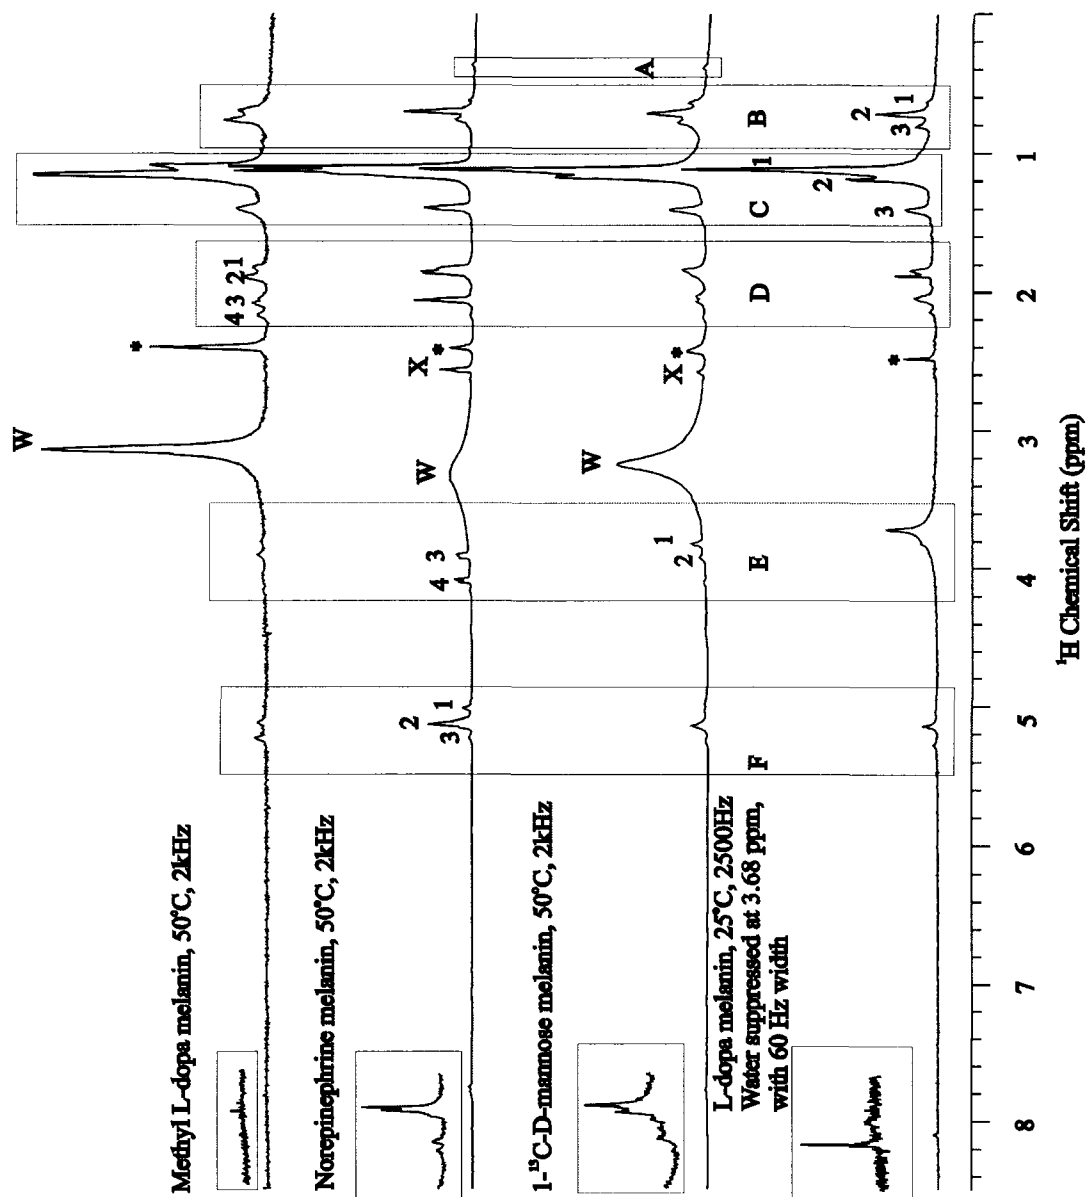 Methyl L-dopa melanin, 50°C, 2kHz
W
*
4 3 2 1
Norepinephrine melanin, 50°C, 2kHz
3 2 1
4 3
W
X *
1-¹³C-D-mannose melanin, 50°C, 2kHz
2 1
W
X *
L-dopa melanin, 25°C, 2500Hz
Water suppressed at 3.68 ppm,
with 60 Hz width
F
E
D
C
B
A
*
3 2 1
3 2 1
8 7 6 5 4 3 2 1
¹H Chemical Shift (ppm)